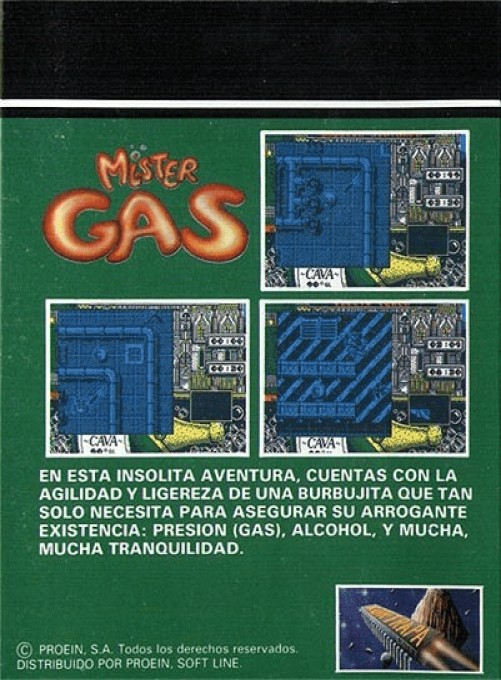 MiSTER
GAS
~CAVA~
~CAVA~
~CAVA~
EN ESTA INSOLITA AVENTURA, CUENTAS CON LA
AGILIDAD Y LIGEREZA DE UNA BURBUJITA QUE TAN
SOLO NECESITA PARA ASEGURAR SU ARROGANTE
EXISTENCIA: PRESION (GAS), ALCOHOL, Y MUCHA,
MUCHA TRANQUILIDAD.
© PROEIN, S.A. Todos los derechos reservados.
DISTRIBUIDO POR PROEIN, SOFT LINE.